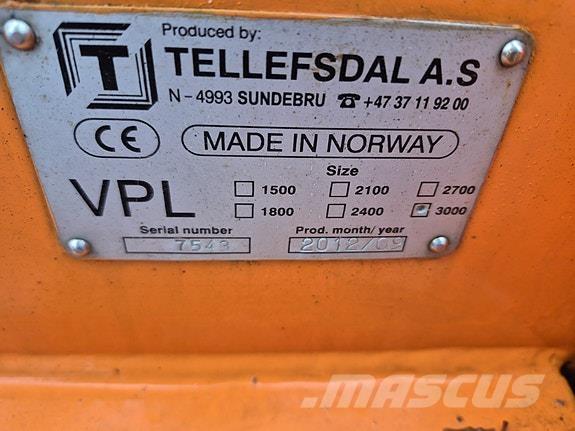 Produced by:
T TELLEFSDAL A.S
N-4993 SUNDEBRU ☎ +47 37 11 92 00
CE MADE IN NORWAY
Size
VPL 1500 2100 2700
1800 2400 3000
Serial number Prod. month/year
7548 2012/09
MASCUS